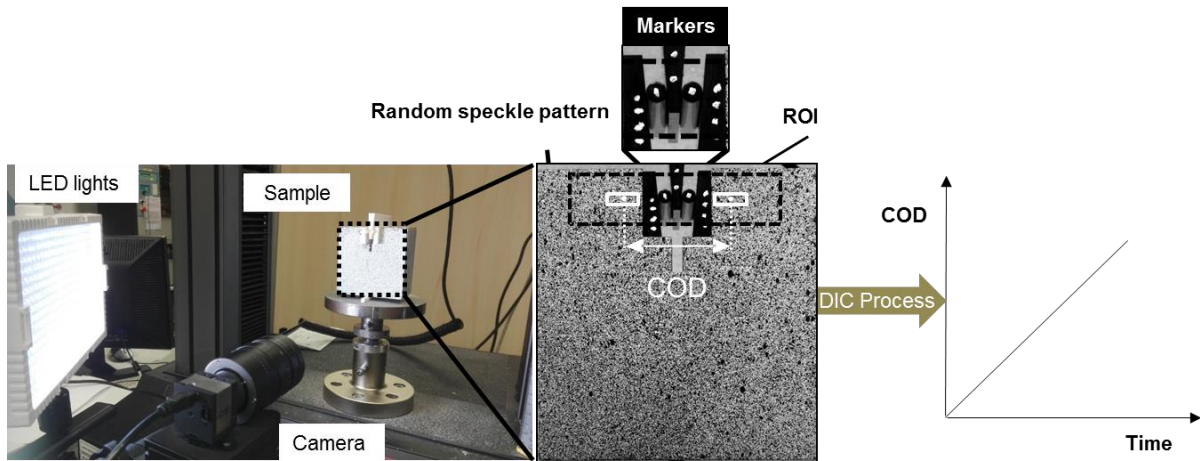 Markers
Random speckle pattern
ROI
LED lights
Sample
COD
COD
DIC Process
Camera
Time